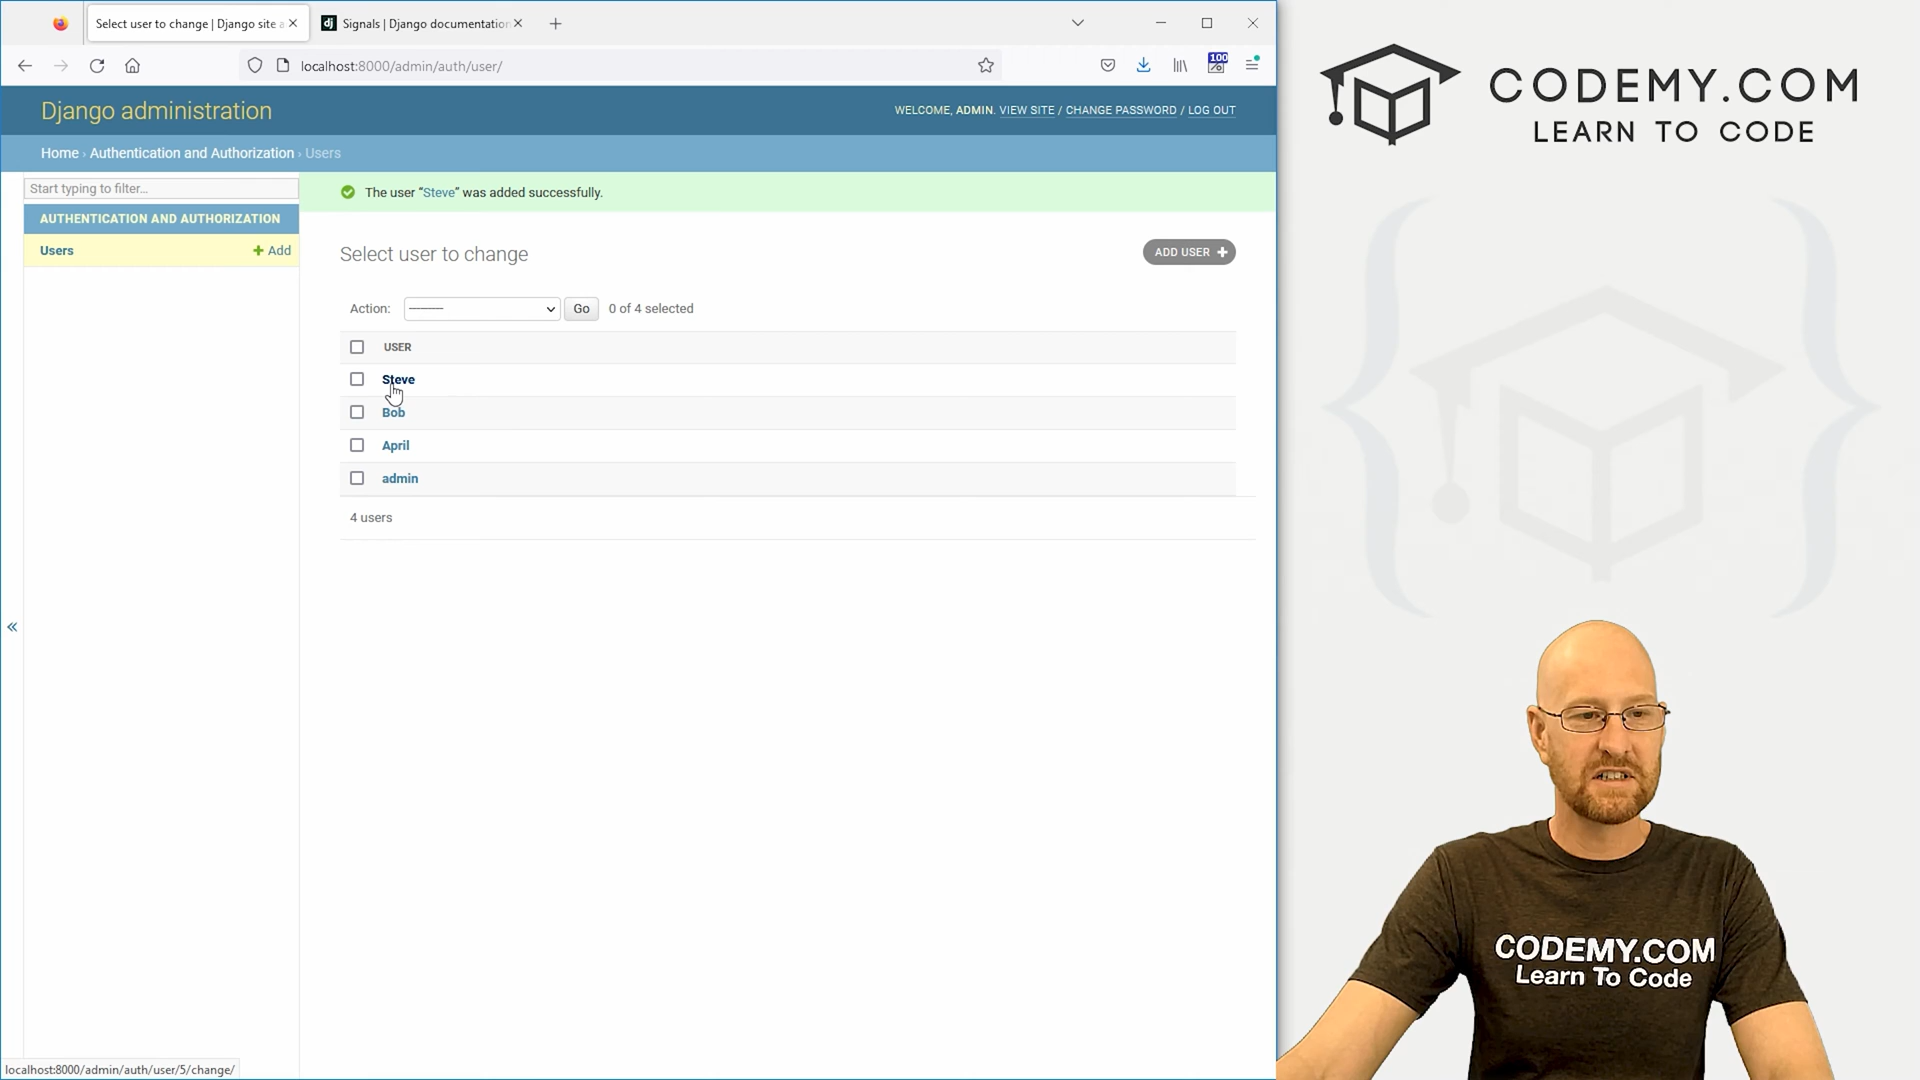 Select user to change | Django site a
Signals | Django documentation
localhost:8000/admin/auth/user/
100
Django administration
WELCOME, ADMIN. VIEW SITE / CHANGE PASSWORD / LOG OUT
Home › Authentication and Authorization › Users
Start typing to filter...
AUTHENTICATION AND AUTHORIZATION
Users
Add
The user “Steve” was added successfully.
Select user to change
ADD USER
Action:
---------
Go
0 of 4 selected
USER
Steve
Bob
April
admin
4 users
localhost:8000/admin/auth/user/5/change/
CODEMY.COM
LEARN TO CODE
CODEMY.COM
Learn To Code